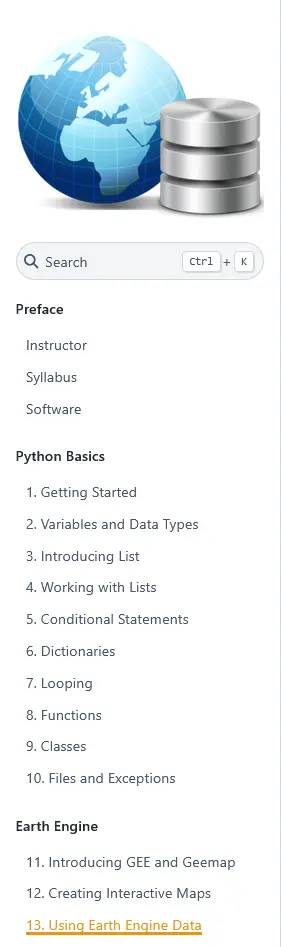 Search Ctrl + K
Preface
Instructor
Syllabus
Software
Python Basics
1. Getting Started
2. Variables and Data Types
3. Introducing List
4. Working with Lists
5. Conditional Statements
6. Dictionaries
7. Looping
8. Functions
9. Classes
10. Files and Exceptions
Earth Engine
11. Introducing GEE and Geemap
12. Creating Interactive Maps
13. Using Earth Engine Data